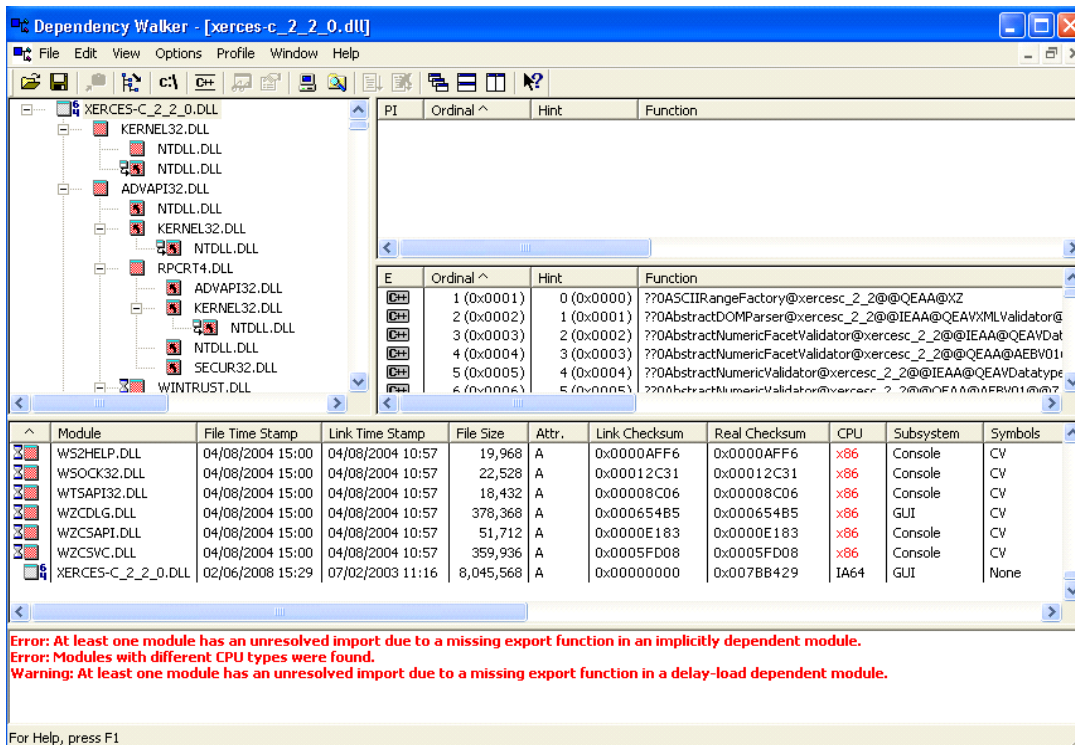 Dependency Walker - [xerces-c_2_2_0.dll]
File Edit View Options Profile Window Help
c:\ C++
XERCES-C_2_2_0.DLL
KERNEL32.DLL
NTDLL.DLL
NTDLL.DLL
ADVAPI32.DLL
NTDLL.DLL
KERNEL32.DLL
NTDLL.DLL
RPCRT4.DLL
ADVAPI32.DLL
KERNEL32.DLL
NTDLL.DLL
NTDLL.DLL
SECUR32.DLL
WINTRUST.DLL
PI Ordinal ^ Hint Function
E Ordinal ^ Hint Function
C++ 1 (0x0001) 0 (0x0000) ??0ASCIIRangeFactory@xercesc_2_2@@QEAA@XZ
C++ 2 (0x0002) 1 (0x0001) ??0AbstractDOMParser@xercesc_2_2@@IEAA@QEAVXMLValidator@
C++ 3 (0x0003) 2 (0x0002) ??0AbstractNumericFacetValidator@xercesc_2_2@@IEAA@QEAVDat
C++ 4 (0x0004) 3 (0x0003) ??0AbstractNumericFacetValidator@xercesc_2_2@@QEAA@AEBV01@
C++ 5 (0x0005) 4 (0x0004) ??0AbstractNumericValidator@xercesc_2_2@@IEAA@QEAVDatatype
C++ 6 (0x0006) 5 (0x0005) ??0AbstractNumericValidator@xercesc_2_2@@QEAA@AEBV01@@Z
^ Module File Time Stamp Link Time Stamp File Size Attr. Link Checksum Real Checksum CPU Subsystem Symbols
WS2HELP.DLL 04/08/2004 15:00 04/08/2004 10:57 19,968 A 0x0000AFF6 0x0000AFF6 x86 Console CV
WSOCK32.DLL 04/08/2004 15:00 04/08/2004 10:57 22,528 A 0x00012C31 0x00012C31 x86 Console CV
WTSAPI32.DLL 04/08/2004 15:00 04/08/2004 10:57 18,432 A 0x00008C06 0x00008C06 x86 Console CV
WZCDLG.DLL 04/08/2004 15:00 04/08/2004 10:57 378,368 A 0x000654B5 0x000654B5 x86 GUI CV
WZCSAPI.DLL 04/08/2004 15:00 04/08/2004 10:57 51,712 A 0x0000E183 0x0000E183 x86 Console CV
WZCSVC.DLL 04/08/2004 15:00 04/08/2004 10:57 359,936 A 0x0005FD08 0x0005FD08 x86 Console CV
64 XERCES-C_2_2_0.DLL 02/06/2008 15:29 07/02/2003 11:16 8,045,568 A 0x00000000 0x007BB429 IA64 GUI None
Error: At least one module has an unresolved import due to a missing export function in an implicitly dependent module.
Error: Modules with different CPU types were found.
Warning: At least one module has an unresolved import due to a missing export function in a delay-load dependent module.
For Help, press F1